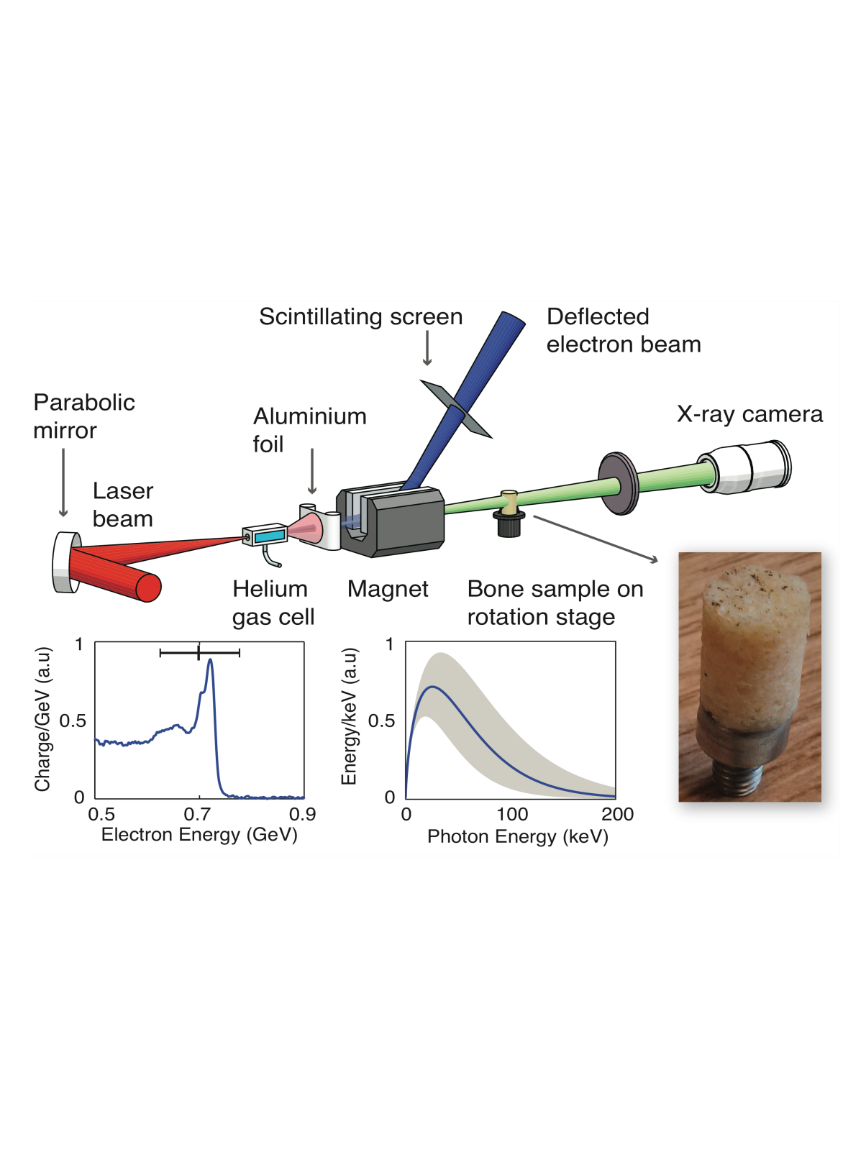 Scintillating screen
Deflected
electron beam
Parabolic
mirror
Aluminium
foil
X-ray camera
Laser
beam
Helium
gas cell
Magnet
Bone sample on
rotation stage
Charge/GeV (a.u)
1
0.5
0
0.5
0.7
0.9
Electron Energy (GeV)
Energy/keV (a.u)
1
0.5
0
0
100
200
Photon Energy (keV)